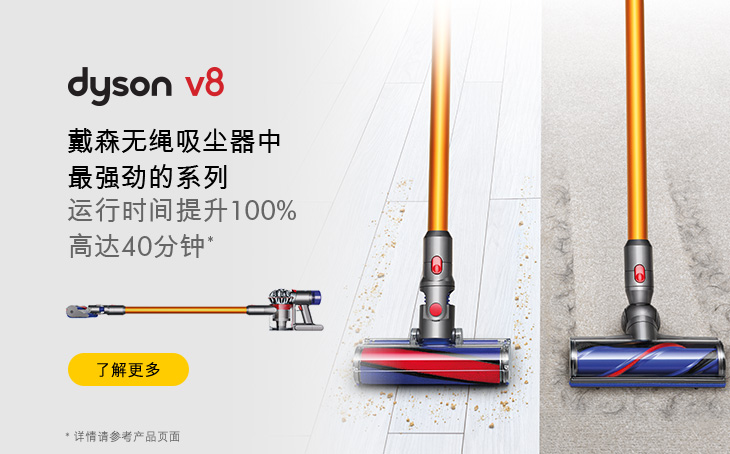 dyson v8
戴森无绳吸尘器中
最强劲的系列
运行时间提升100%
高达40分钟*
了解更多
* 详情请参考产品页面